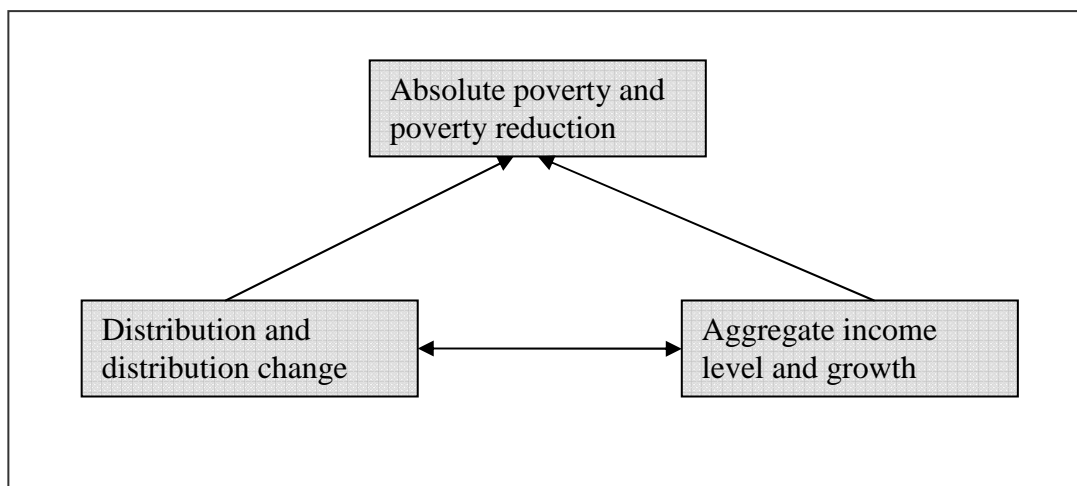 Absolute poverty and
poverty reduction
Distribution and
distribution change
Aggregate income
level and growth